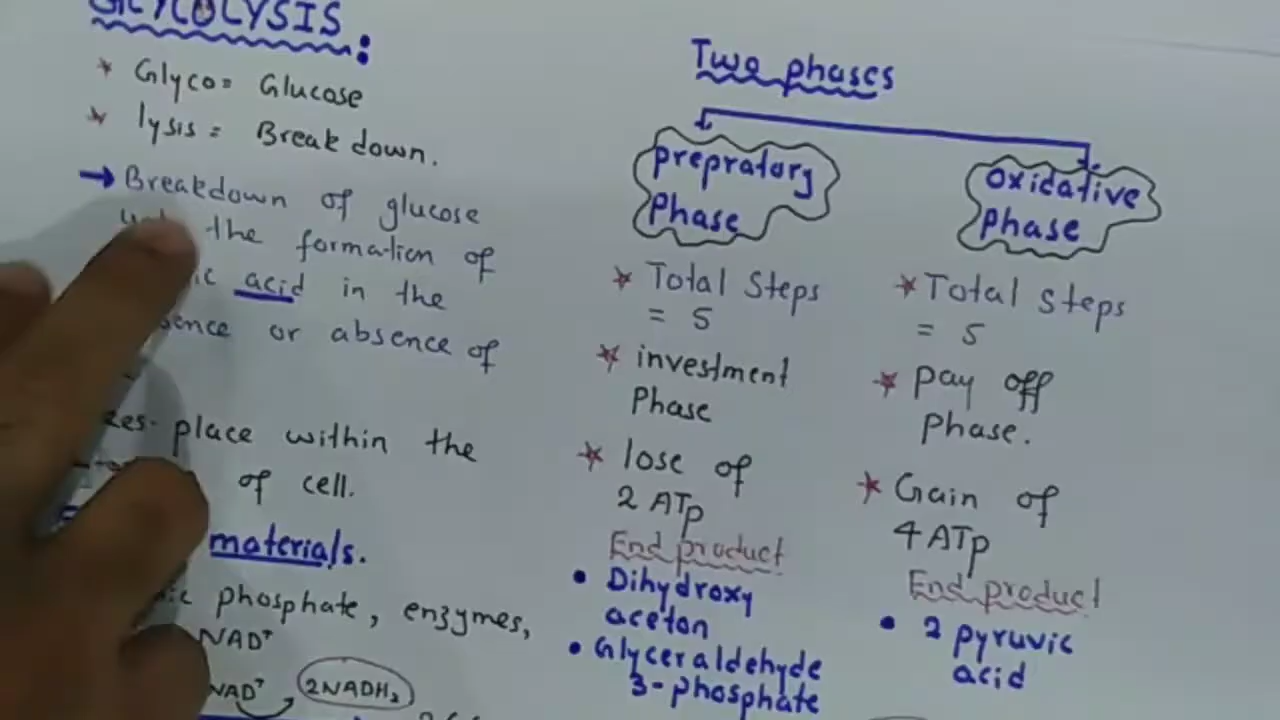 GLYCOLYSIS :
* Glyco= Glucose
* lysis = Break down.
→ Breakdown of glucose
the formation of
acid in the
or absence of
place within the
of cell.
materials.
phosphate, enzymes,
NAD+
NAD+ 2NADH2
Two phases
prepratory
Phase
* Total Steps
= 5
* investment
Phase
* lose of
2 ATP
End product
• Dihydroxy
aceton
• Glyceraldehyde
3-phosphate
oxidative
phase
* Total steps
= 5
* pay off
phase.
* Gain of
4 ATP
End product
• 2 pyruvic
acid